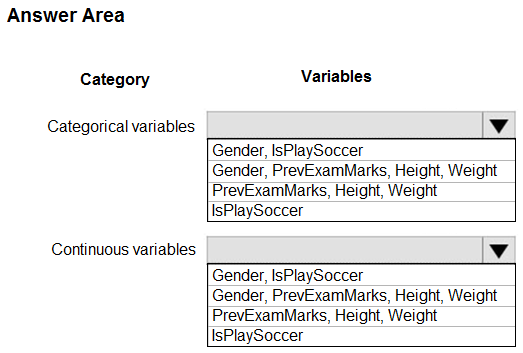 Answer Area
Category Variables
Categorical variables
Gender, IsPlaySoccer
Gender, PrevExamMarks, Height, Weight
PrevExamMarks, Height, Weight
IsPlaySoccer
Continuous variables
Gender, IsPlaySoccer
Gender, PrevExamMarks, Height, Weight
PrevExamMarks, Height, Weight
IsPlaySoccer